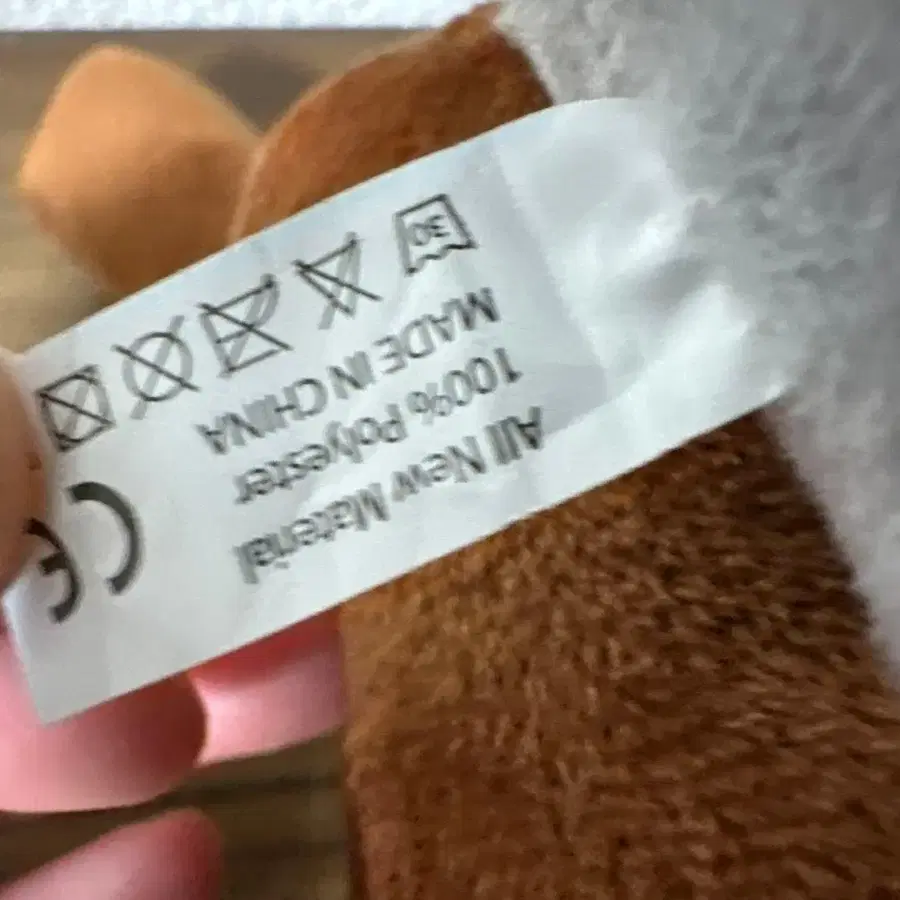 All New Material
100% Polyester
MADE IN CHINA
30
CE